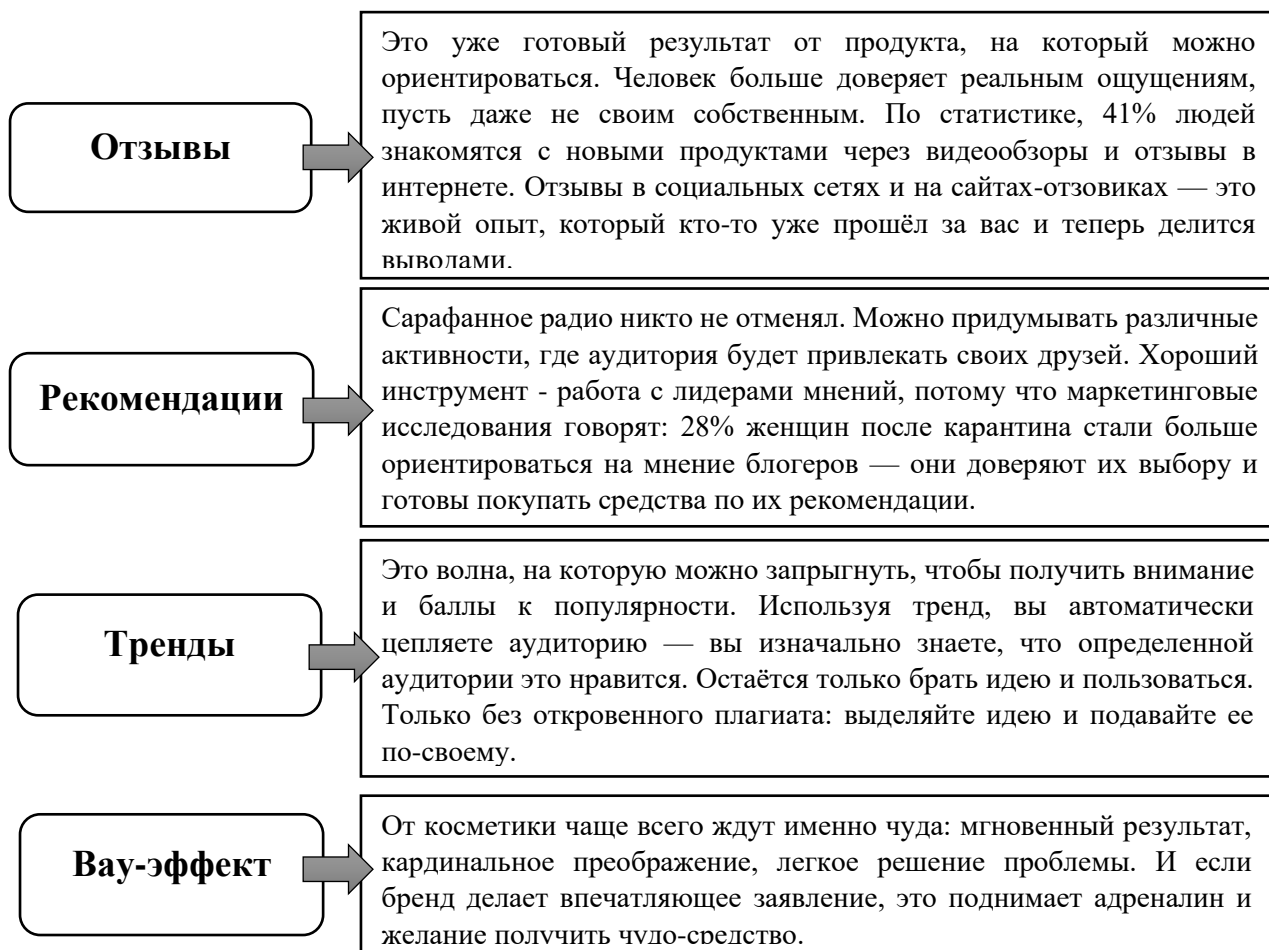 Отзывы
Это уже готовый результат от продукта, на который можно
ориентироваться. Человек больше доверяет реальным ощущениям,
пусть даже не своим собственным. По статистике, 41% людей
знакомятся с новыми продуктами через видеообзоры и отзывы в
интернете. Отзывы в социальных сетях и на сайтах-отзовиках — это
живой опыт, который кто-то уже прошёл за вас и теперь делится
выводами.
Рекомендации
Сарафанное радио никто не отменял. Можно придумывать различные
активности, где аудитория будет привлекать своих друзей. Хороший
инструмент - работа с лидерами мнений, потому что маркетинговые
исследования говорят: 28% женщин после карантина стали больше
ориентироваться на мнение блогеров — они доверяют их выбору и
готовы покупать средства по их рекомендации.
Тренды
Это волна, на которую можно запрыгнуть, чтобы получить внимание
и баллы к популярности. Используя тренд, вы автоматически
цепляете аудиторию — вы изначально знаете, что определенной
аудитории это нравится. Остаётся только брать идею и пользоваться.
Только без откровенного плагиата: выделяйте идею и подавайте ее
по-своему.
Вау-эффект
От косметики чаще всего ждут именно чуда: мгновенный результат,
кардинальное преображение, легкое решение проблемы. И если
бренд делает впечатляющее заявление, это поднимает адреналин и
желание получить чудо-средство.